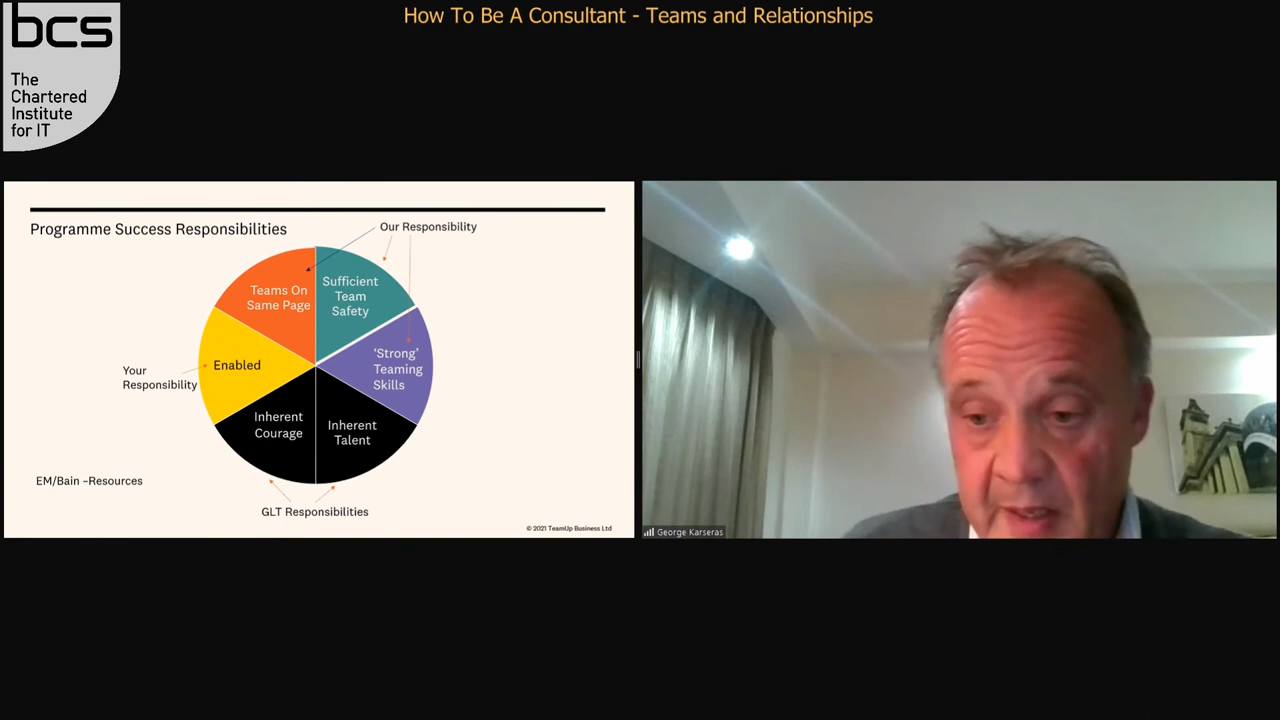 How To Be A Consultant - Teams and Relationships
bcs
The
Chartered
Institute
for IT
Programme Success Responsibilities
Our Responsibility
Teams On
Same Page
Sufficient
Team
Safety
'Strong'
Teaming
Skills
Enabled
Your
Responsibility
Inherent
Courage
Inherent
Talent
EM/Bain –Resources
GLT Responsibilities
© 2021 TeamUp Business Ltd
George Karseras